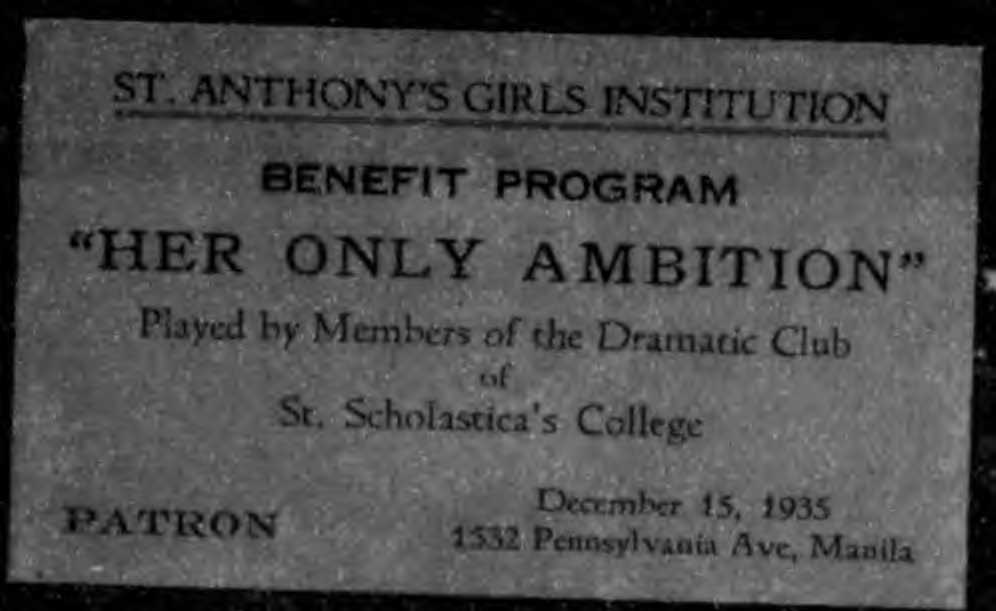 ST. ANTHONY'S GIRLS INSTITUTION
BENEFIT PROGRAM
"HER ONLY AMBITION"
Played by Members of the Dramatic Club
of
St. Scholastica's College
PATRON
December 15, 1935
1532 Pennsylvania Ave, Manila